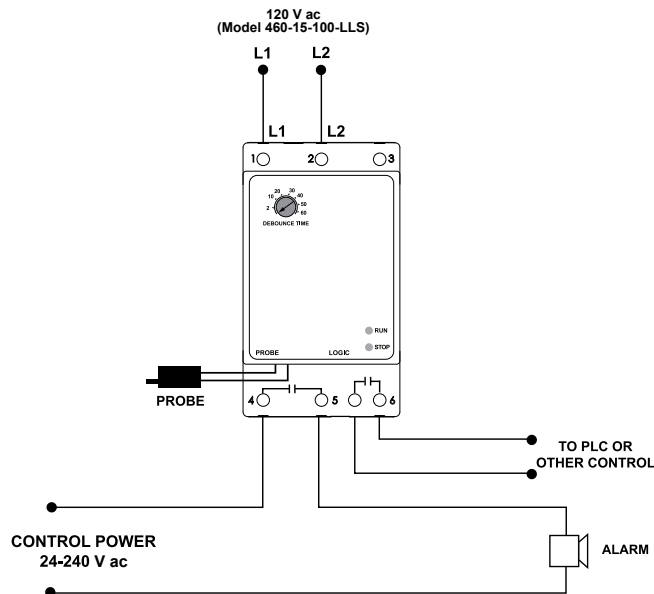 120 V ac
(Model 460-15-100-LLS)
L1 L2
L1 L2
1 2 3
2 10 20 30 40 50 60
DEBOUNCE TIME
RUN
STOP
PROBE LOGIC
PROBE
4 5 6
TO PLC OR
OTHER CONTROL
CONTROL POWER
24-240 V ac
ALARM